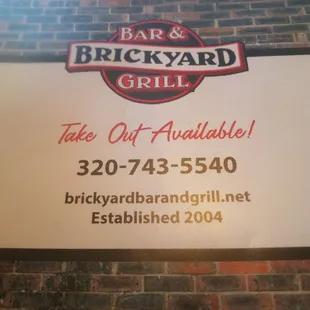 BAR &
BRICKYARD
GRILL
Take Out Available!
320-743-5540
brickyardbarandgrill.net
Established 2004